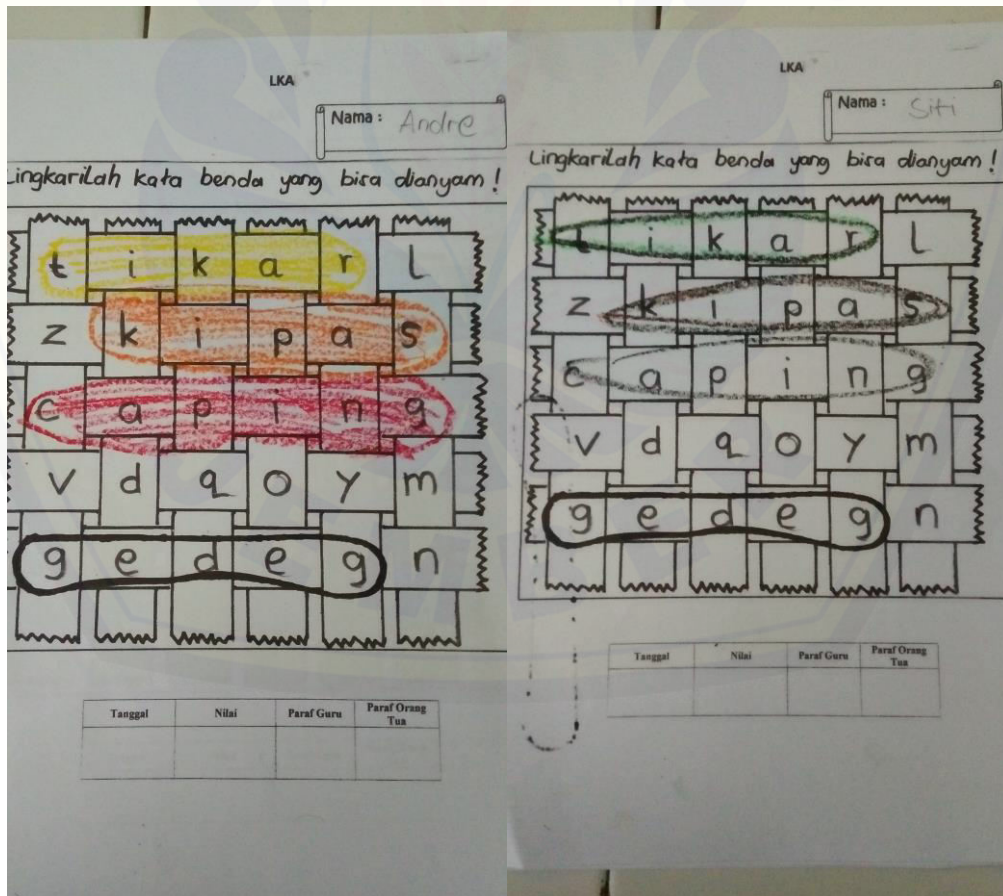 LKA
Nama : Andre
Lingkarilah kata benda yang bisa dianyam !
t i k a r l
z k i p a s
c a p i n g
v d q o y m
g e d e g n
Tanggal Nilai Paraf Guru Paraf Orang Tua
LKA
Nama : Siti
Lingkarilah kata benda yang bisa dianyam !
t i k a r l
z k i p a s
c a p i n g
v d q o y m
g e d e g n
Tanggal Nilai Paraf Guru Paraf Orang Tua